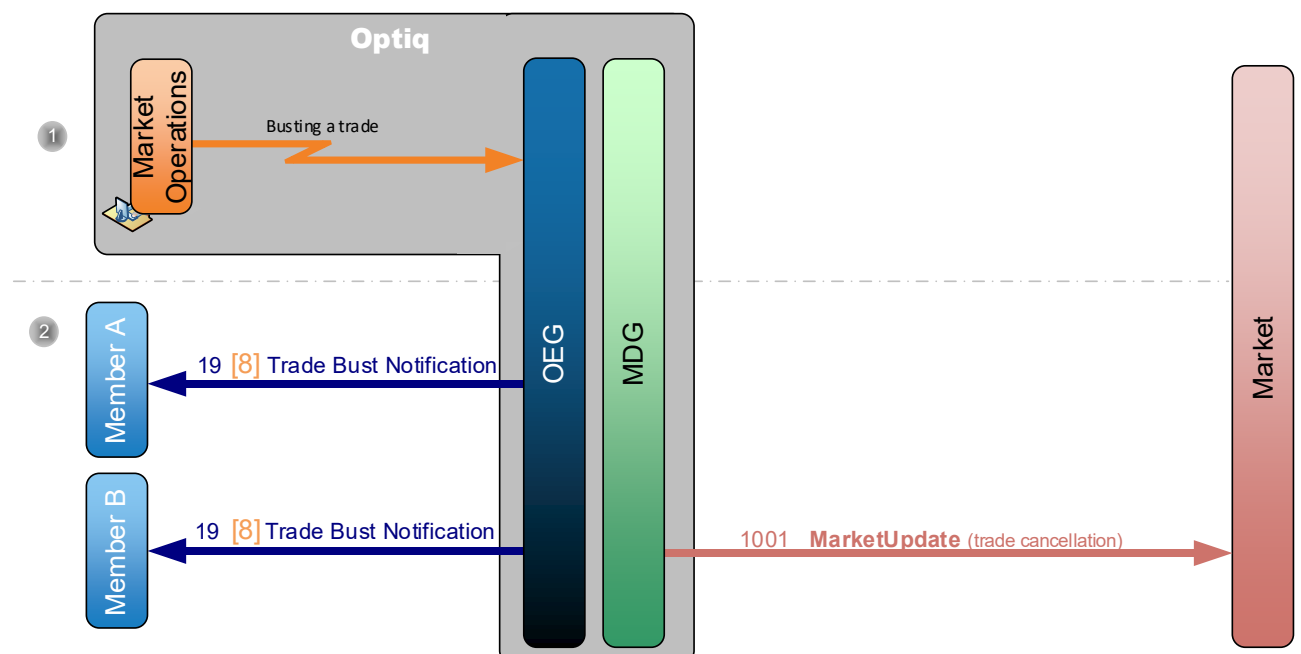 Optiq
Market
Operations
1
Busting a trade
2
Member A
19 [8] Trade Bust Notification
OEG
MDG
Market
Member B
19 [8] Trade Bust Notification
1001 MarketUpdate (trade cancellation)